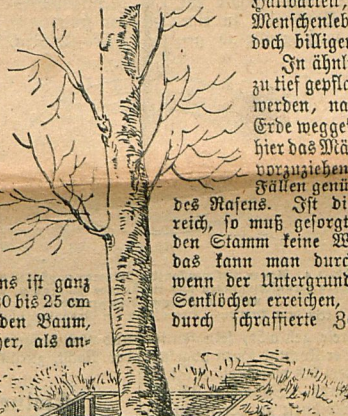 Menschenleb
doch billiger
In ähnl
zu tief gepfla
werden, na
Erde wegge
hier das Mä
vorzuziehen
Fällen genü
des Rasens. Ist di
reich, so muß gesorgt
den Stamm keine W
das kann man durc
wenn der Untergrund
Senklöcher erreichen,
durch schraffierte Z
ns ist ganz
0 bis 25 cm
den Baum,
her, als an-